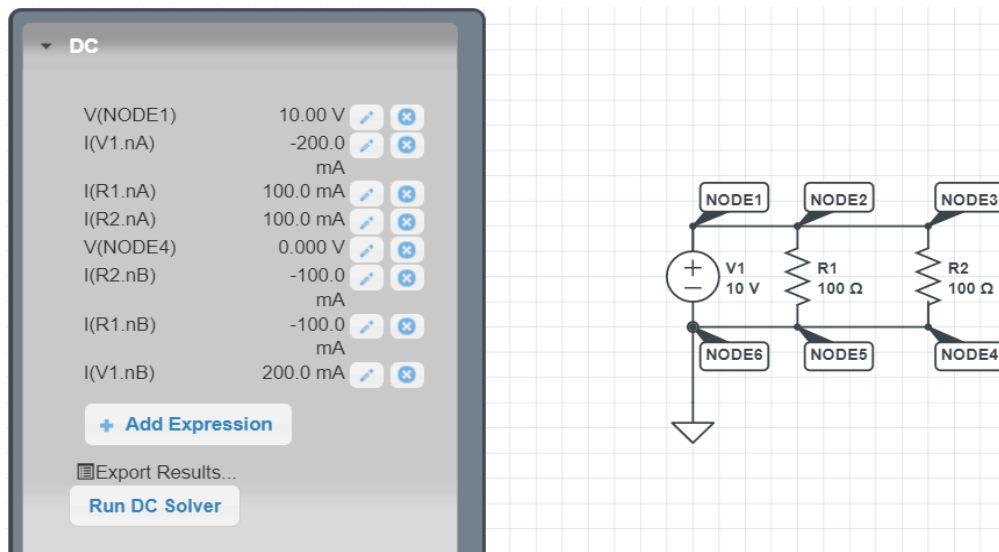 DC
V(NODE1) 10.00 V
I(V1.nA) -200.0
mA
I(R1.nA) 100.0 mA
I(R2.nA) 100.0 mA
V(NODE4) 0.000 V
I(R2.nB) -100.0
mA
I(R1.nB) -100.0
mA
I(V1.nB) 200.0 mA
+ Add Expression
Export Results...
Run DC Solver
NODE1 NODE2 NODE3
V1 R1 R2
10 V 100 Ω 100 Ω
NODE6 NODE5 NODE4